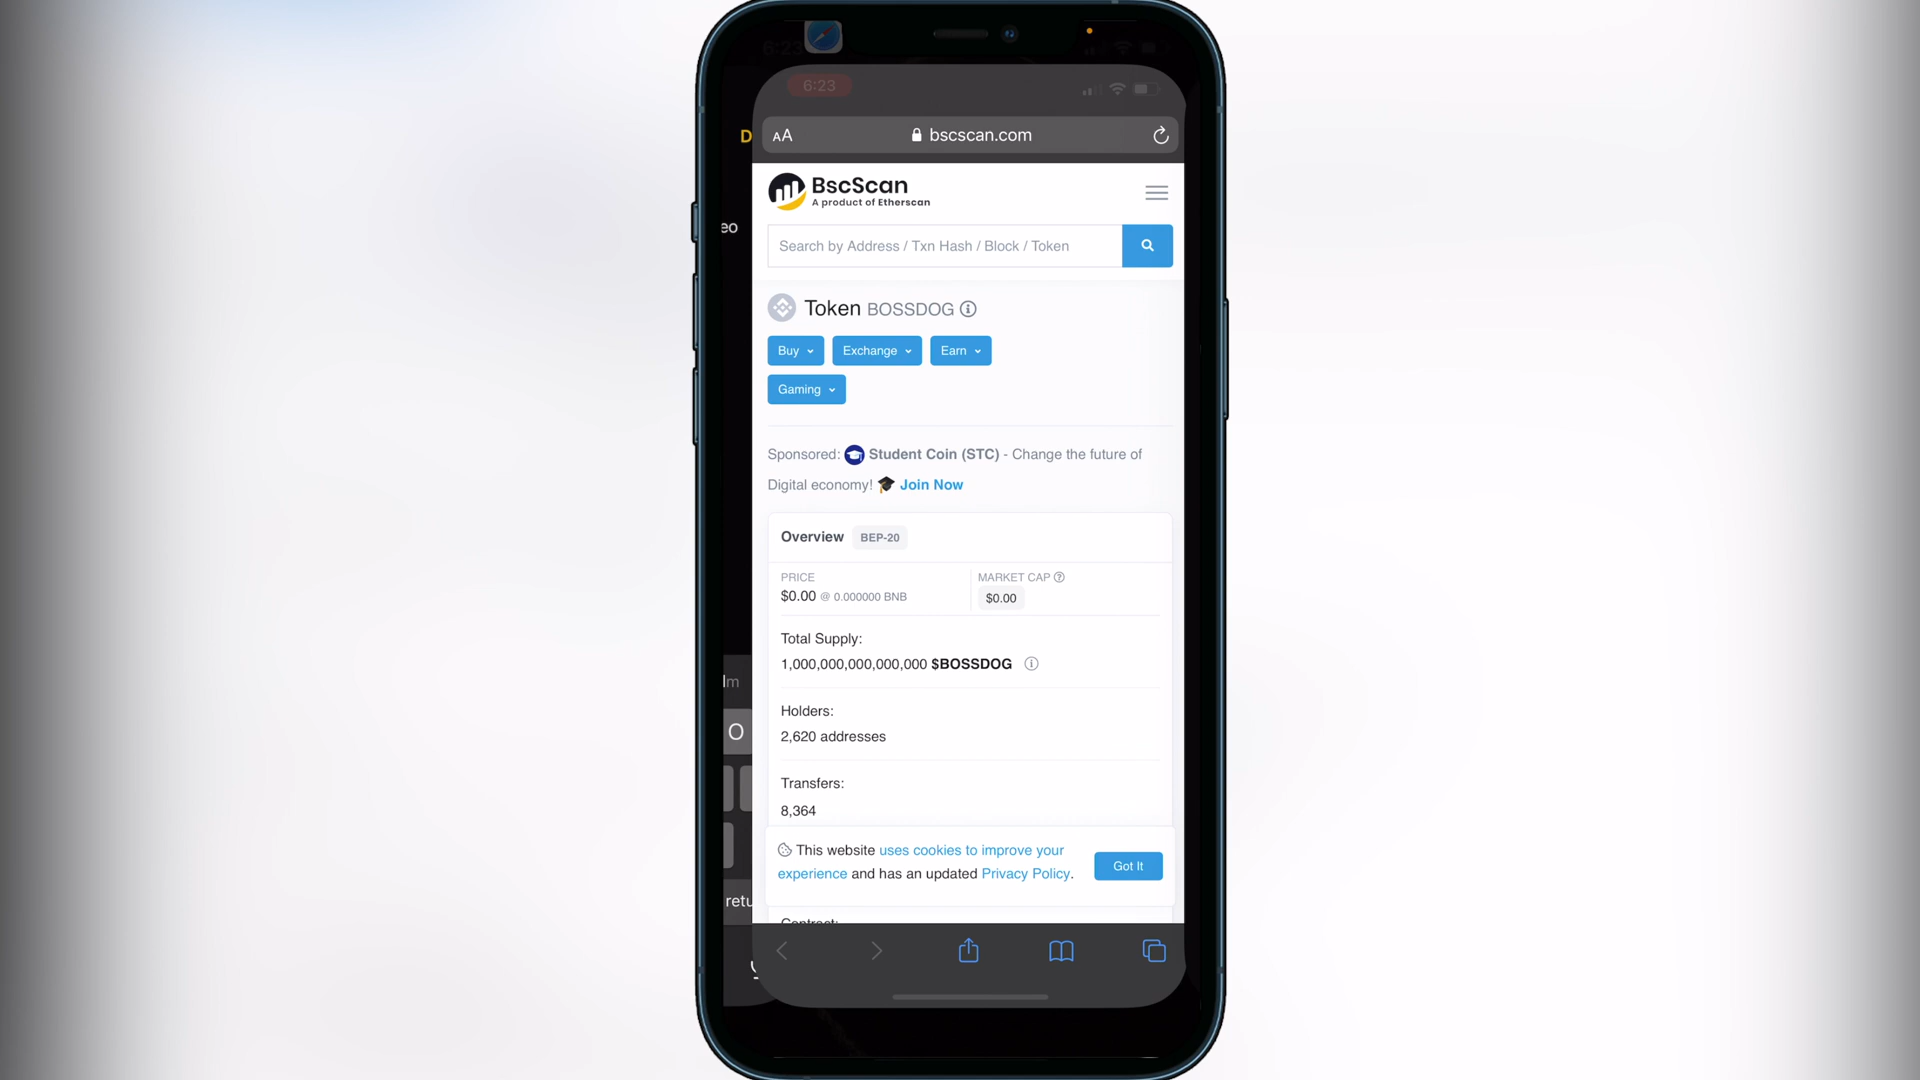 6:23
D
AA bscscan.com
BscScan
A product of Etherscan
eo
Search by Address / Txn Hash / Block / Token
Token BOSSDOG
Buy Exchange Earn
Gaming
Sponsored: Student Coin (STC) - Change the future of
Digital economy! Join Now
Overview BEP-20
PRICE
$0.00 @ 0.000000 BNB
MARKET CAP
$0.00
Total Supply:
1,000,000,000,000,000 $BOSSDOG
lm
Holders:
O
2,620 addresses
Transfers:
8,364
This website uses cookies to improve your
experience and has an updated Privacy Policy.
Got It
retu
Contract: